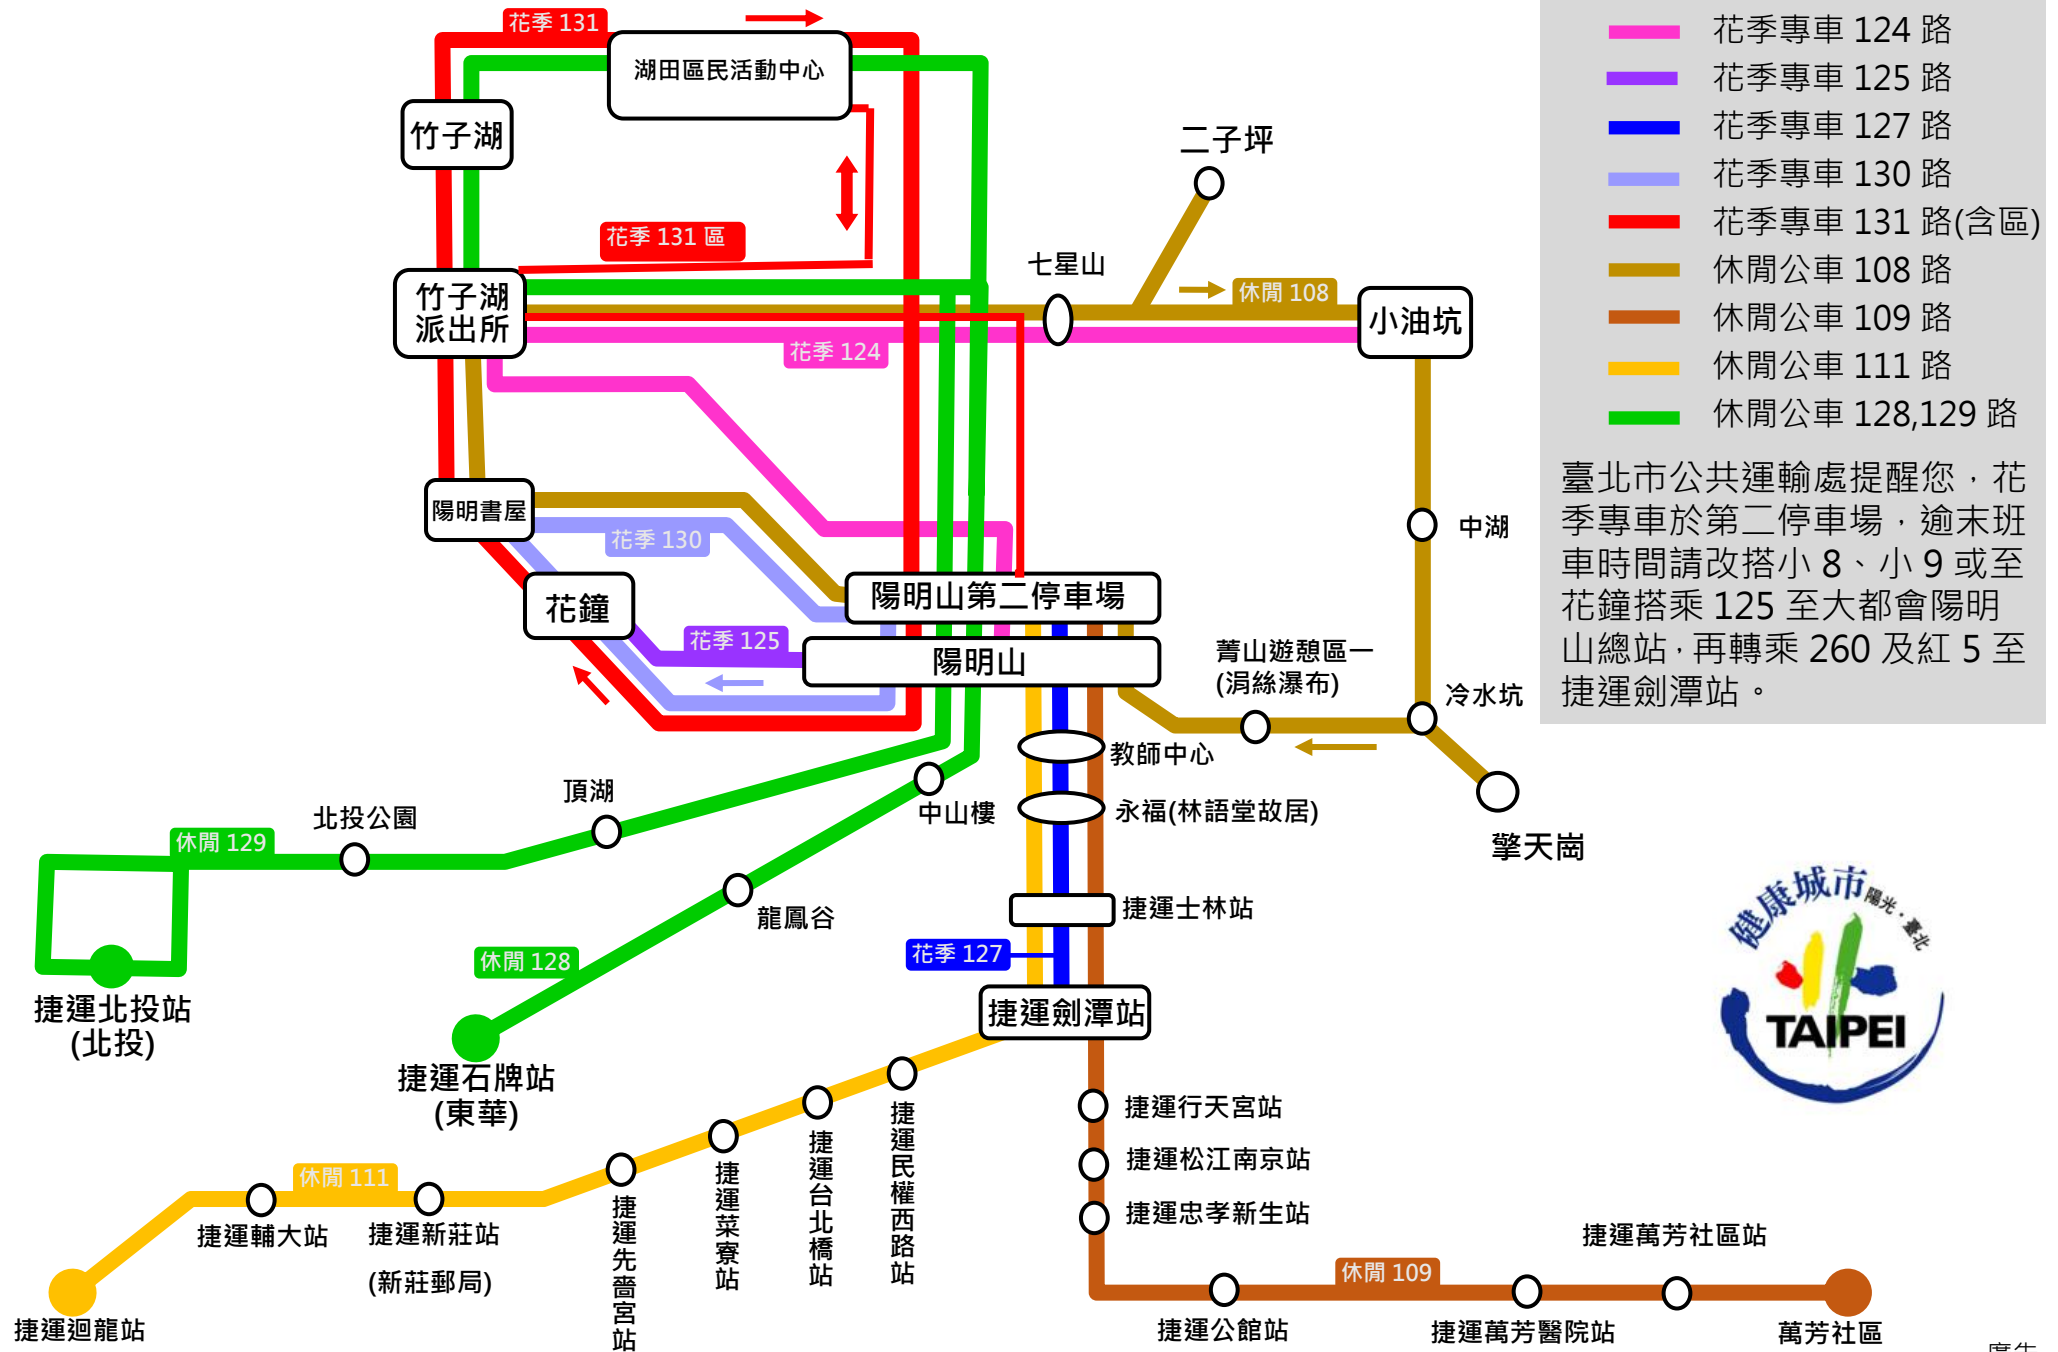 花季 131
湖田區民活動中心
竹子湖
花季 131 區
竹子湖
派出所
二子坪
七星山
休閒 108
小油坑
花季 124
陽明書屋
花季 130
花鐘
花季 125
陽明山第二停車場
陽明山
中湖
菁山遊憩區一
(涓絲瀑布)
冷水坑
擎天崗
教師中心
永福(林語堂故居)
中山樓
頂湖
北投公園
休閒 129
龍鳳谷
休閒 128
捷運北投站
(北投)
捷運石牌站
(東華)
捷運士林站
花季 127
捷運劍潭站
捷運民權西路站
捷運台北橋站
捷運菜寮站
捷運先嗇宮站
休閒 111
捷運新莊站
(新莊郵局)
捷運輔大站
捷運迴龍站
捷運行天宮站
捷運松江南京站
捷運忠孝新生站
休閒 109
捷運公館站
捷運萬芳醫院站
捷運萬芳社區站
萬芳社區
花季專車 124 路
花季專車 125 路
花季專車 127 路
花季專車 130 路
花季專車 131 路(含區)
休閒公車 108 路
休閒公車 109 路
休閒公車 111 路
休閒公車 128,129 路
臺北市公共運輸處提醒您，花
季專車於第二停車場，逾末班
車時間請改搭小 8、小 9 或至
花鐘搭乘 125 至大都會陽明
山總站，再轉乘 260 及紅 5 至
捷運劍潭站。
健康城市 陽光・臺北
TAIPEI
廣告